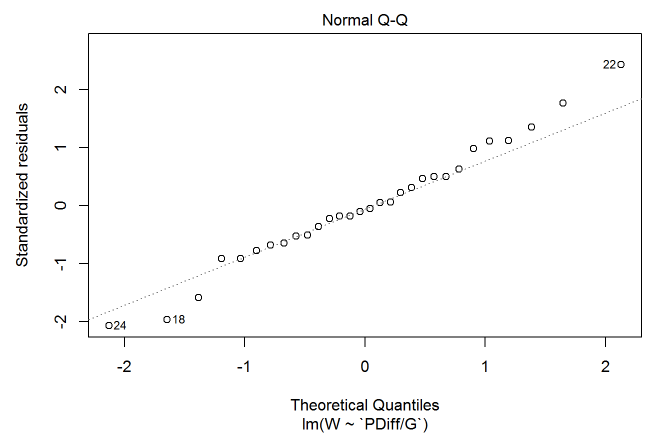 Normal Q-Q
Standardized residuals
2
1
0
-1
-2
22
18
24
-2 -1 0 1 2
Theoretical Quantiles
lm(W ~ `PDiff/G`)